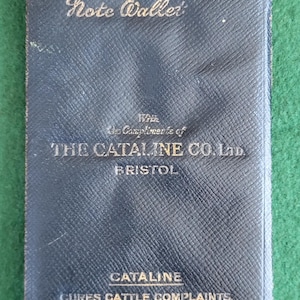 Note Wallet
With
the Compliments of
THE CATALINE CO. LTD.
BRISTOL
CATALINE
CURES CATTLE COMPLAINTS